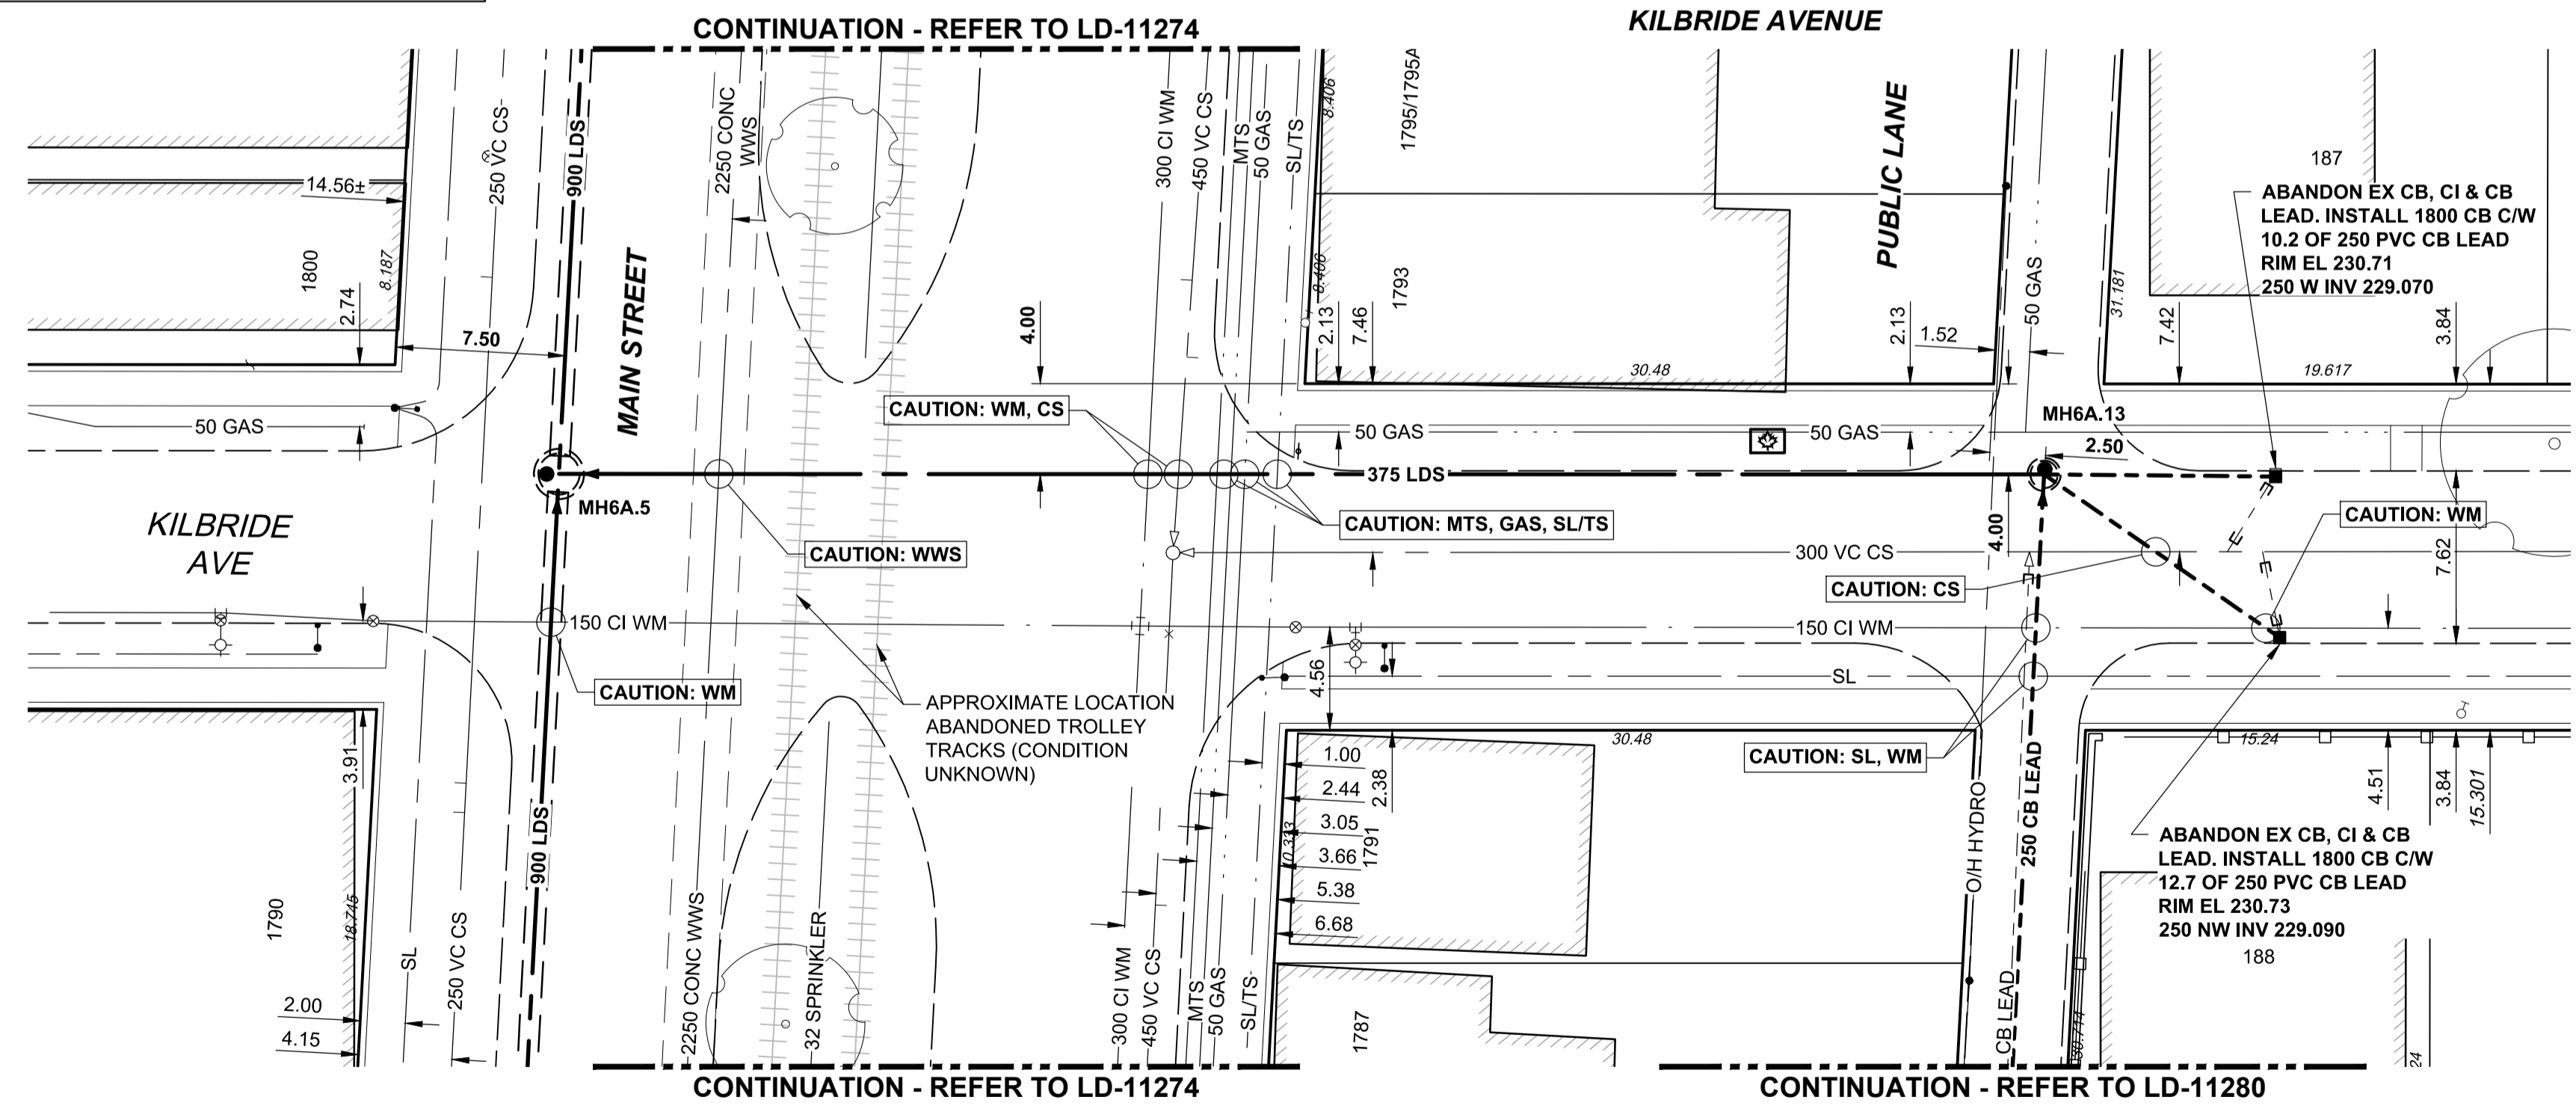 CONTINUATION - REFER TO LD-11274
KILBRIDE AVENUE
14.56±
1800
2.74
8.187
250 VC CS
900 LDS
7.50
MAIN STREET
2250 CONC
WWS
4.00
300 CI WM
450 VC CS
MTS
50 GAS
SL/TS
8.406
1795/1795A
8.406
1793
2.13
7.46
30.48
2.13
1.52
PUBLIC LANE
50 GAS
31.181
187
ABANDON EX CB, CI & CB
LEAD. INSTALL 1800 CB C/W
10.2 OF 250 PVC CB LEAD
RIM EL 230.71
250 W INV 229.070
7.42
3.84
19.617
50 GAS
CAUTION: WM, CS
50 GAS
50 GAS
MH6A.13
2.50
375 LDS
MH6A.5
KILBRIDE
AVE
CAUTION: WWS
CAUTION: MTS, GAS, SL/TS
CAUTION: WM
4.00
300 VC CS
CAUTION: CS
7.62
150 CI WM
150 CI WM
CAUTION: WM
4.56
SL
APPROXIMATE LOCATION
ABANDONED TROLLEY
TRACKS (CONDITION
UNKNOWN)
30.48
CAUTION: SL, WM
15.24
3.91
1.00
2.44
3.05
3.66
5.38
6.68
2.38
10.333
1791
4.51
3.84
15.301
ABANDON EX CB, CI & CB
LEAD. INSTALL 1800 CB C/W
12.7 OF 250 PVC CB LEAD
RIM EL 230.73
250 NW INV 229.090
188
1790
18.745
2.00
4.15
SL
250 VC CS
900 LDS
2250 CONC WWS
32 SPRINKLER
300 CI WM
450 VC CS
MTS
50 GAS
SL/TS
1787
O/H HYDRO
250 CB LEAD
CB LEAD
30.714
24
CONTINUATION - REFER TO LD-11274
CONTINUATION - REFER TO LD-11280